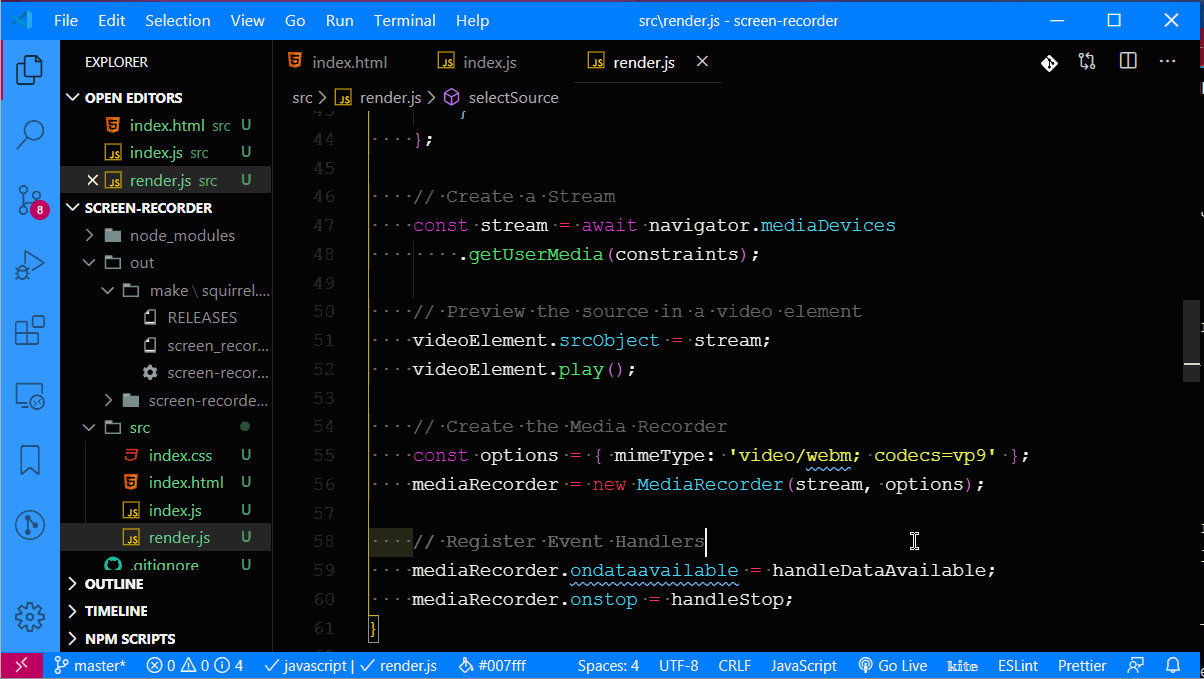 File Edit Selection View Go Run Terminal Help src\render.js - screen-recorder
EXPLORER
OPEN EDITORS
index.html src U
index.js src U
render.js src U
SCREEN-RECORDER
node_modules
out
make \ squirrel....
RELEASES
screen_recor...
screen-recor...
screen-recorde...
src
index.css U
index.html U
index.js U
render.js U
.gitignore U
OUTLINE
TIMELINE
NPM SCRIPTS
8
index.html index.js render.js
src > render.js > selectSource
43 }
44 };
45
46 // Create a Stream
47 const stream = await navigator.mediaDevices
48 .getUserMedia(constraints);
49
50 // Preview the source in a video element
51 videoElement.srcObject = stream;
52 videoElement.play();
53
54 // Create the Media Recorder
55 const options = { mimeType: 'video/webm; codecs=vp9' };
56 mediaRecorder = new MediaRecorder(stream, options);
57
58 // Register Event Handlers
59 mediaRecorder.ondataavailable = handleDataAvailable;
60 mediaRecorder.onstop = handleStop;
61 }
master* 0 0 4 javascript | render.js #007fff Spaces: 4 UTF-8 CRLF JavaScript Go Live kite ESLint Prettier